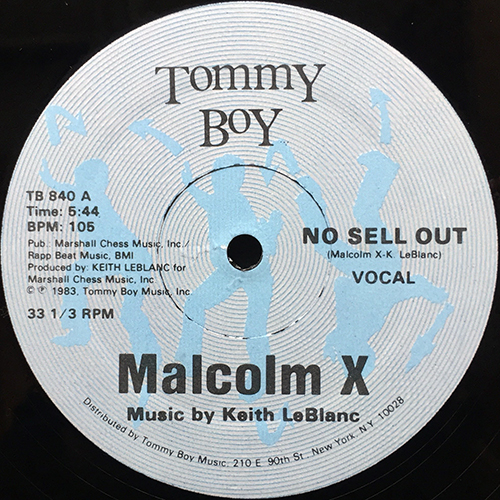 TOMMY
BOY
TB 840 A
Time: 5:44
BPM: 105
Pub.: Marshall Chess Music, Inc./
Rapp Beat Music, BMI
Produced by: KEITH LEBLANC for
Marshall Chess Music, Inc.
© ℗ 1983, Tommy Boy Music, Inc.
33 1/3 RPM
NO SELL OUT
(Malcolm X-K. LeBlanc)
VOCAL
Malcolm X
Music by Keith LeBlanc
Distributed by Tommy Boy Music, 210 E. 90th St., New York, N.Y. 10028